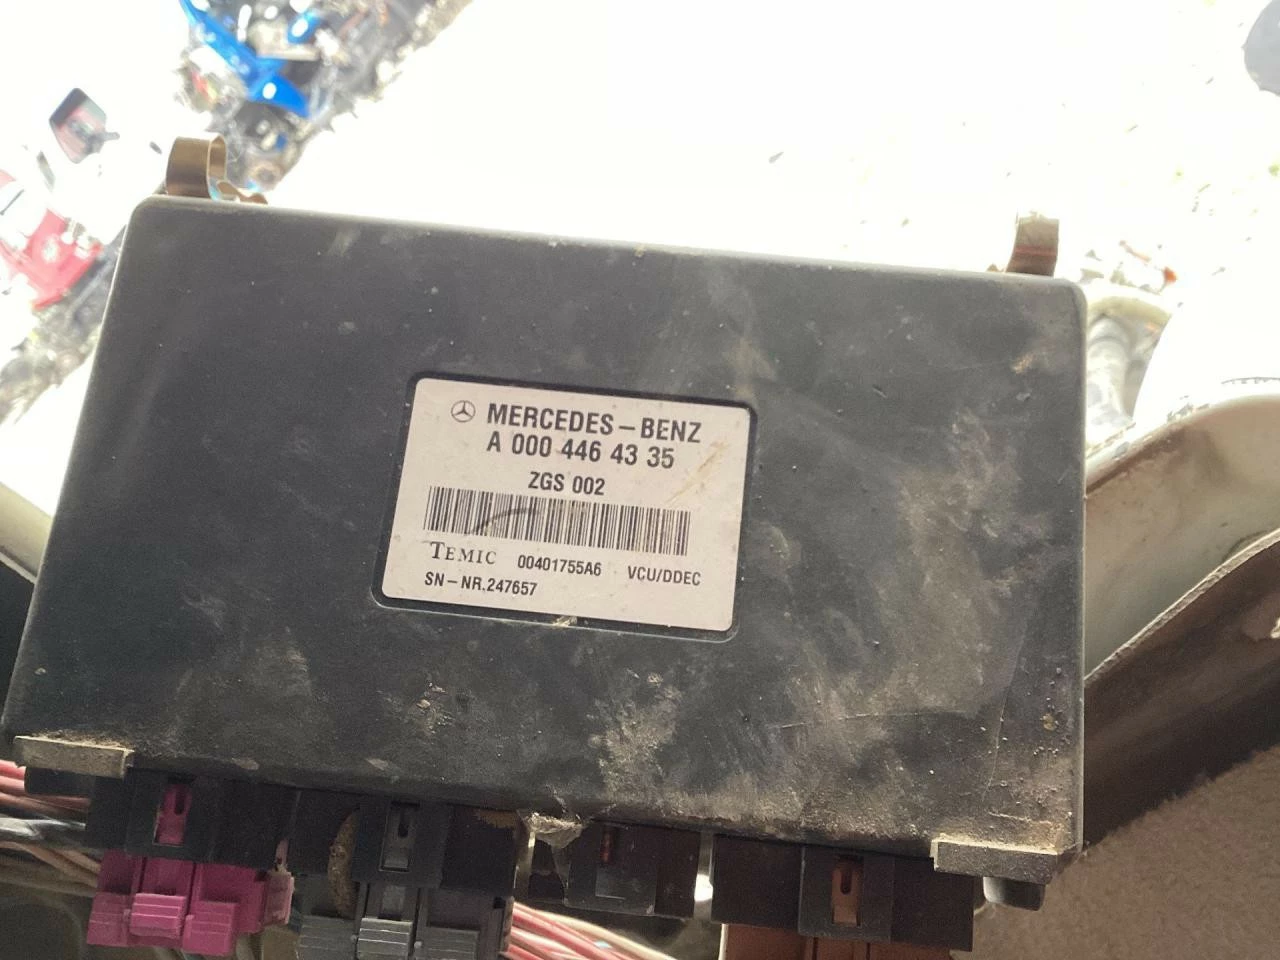 MERCEDES-BENZ
A 000 446 43 35
ZGS 002
TEMIC 00401755A6 VCU/DDEC
SN-NR.247657